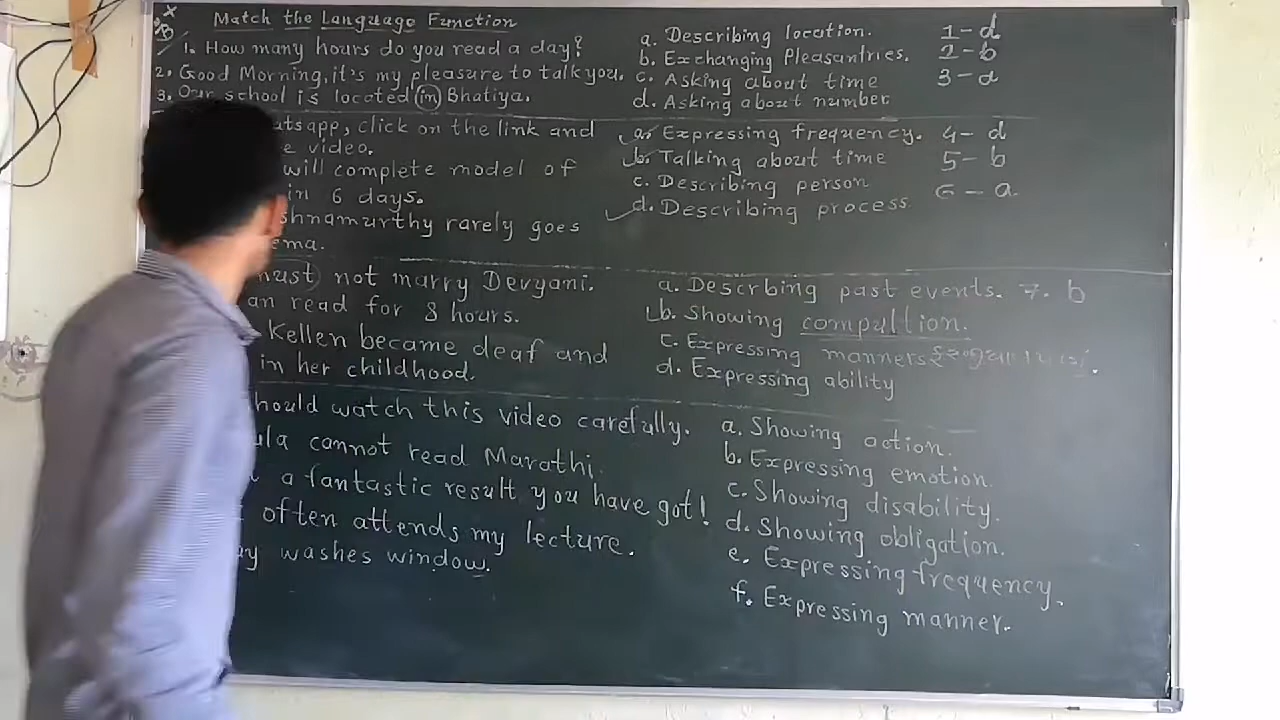 Match the Language Function
1. How many hours do you read a day?
2. Good Morning, it's my pleasure to talk you.
3. Our school is located in Bhatiya.
a. Describing location.
b. Exchanging Pleasantries.
c. Asking about time
d. Asking about number
1-d
2-b
3-a
atsapp, click on the link and
e video.
will complete model of
in 6 days.
shnamurthy rarely goes
ema.
a. Expressing frequency.
b. Talking about time
c. Describing person
d. Describing process
4-d
5-b
6-a
must not marry Devyani.
an read for 8 hours.
Kellen became deaf and
in her childhood.
a. Descrbing past events.
b. Showing compultion.
c. Expressing manners
d. Expressing ability
7. b
hould watch this video carefully.
ula cannot read Marathi.
a fantastic result you have got!
often attends my lecture.
ay washes window.
a. Showing action.
b. Expressing emotion.
c. Showing disability.
d. Showing obligation.
e. Expressing frequency.
f. Expressing manner.